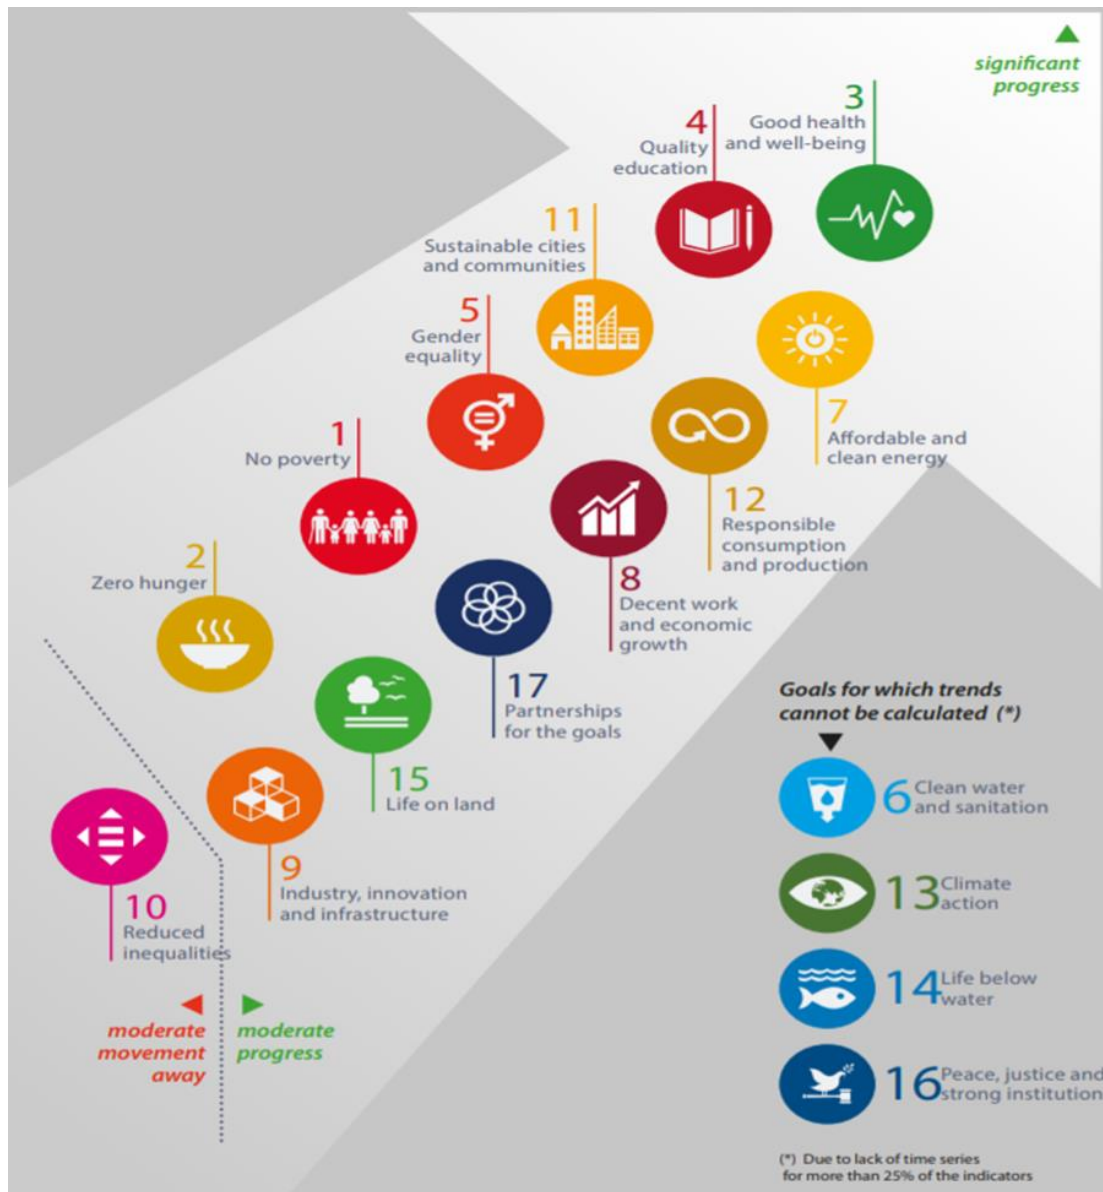 significant
progress
3
Good health
and well-being
4
Quality
education
11
Sustainable cities
and communities
5
Gender
equality
7
Affordable and
clean energy
1
No poverty
12
Responsible
consumption
and production
2
Zero hunger
8
Decent work
and economic
growth
17
Partnerships
for the goals
15
Life on land
9
Industry, innovation
and infrastructure
10
Reduced
inequalities
moderate
movement
away
moderate
progress
Goals for which trends
cannot be calculated (*)
6
Clean water
and sanitation
13
Climate
action
14
Life below
water
16
Peace, justice and
strong institution
(*) Due to lack of time series
for more than 25% of the indicators